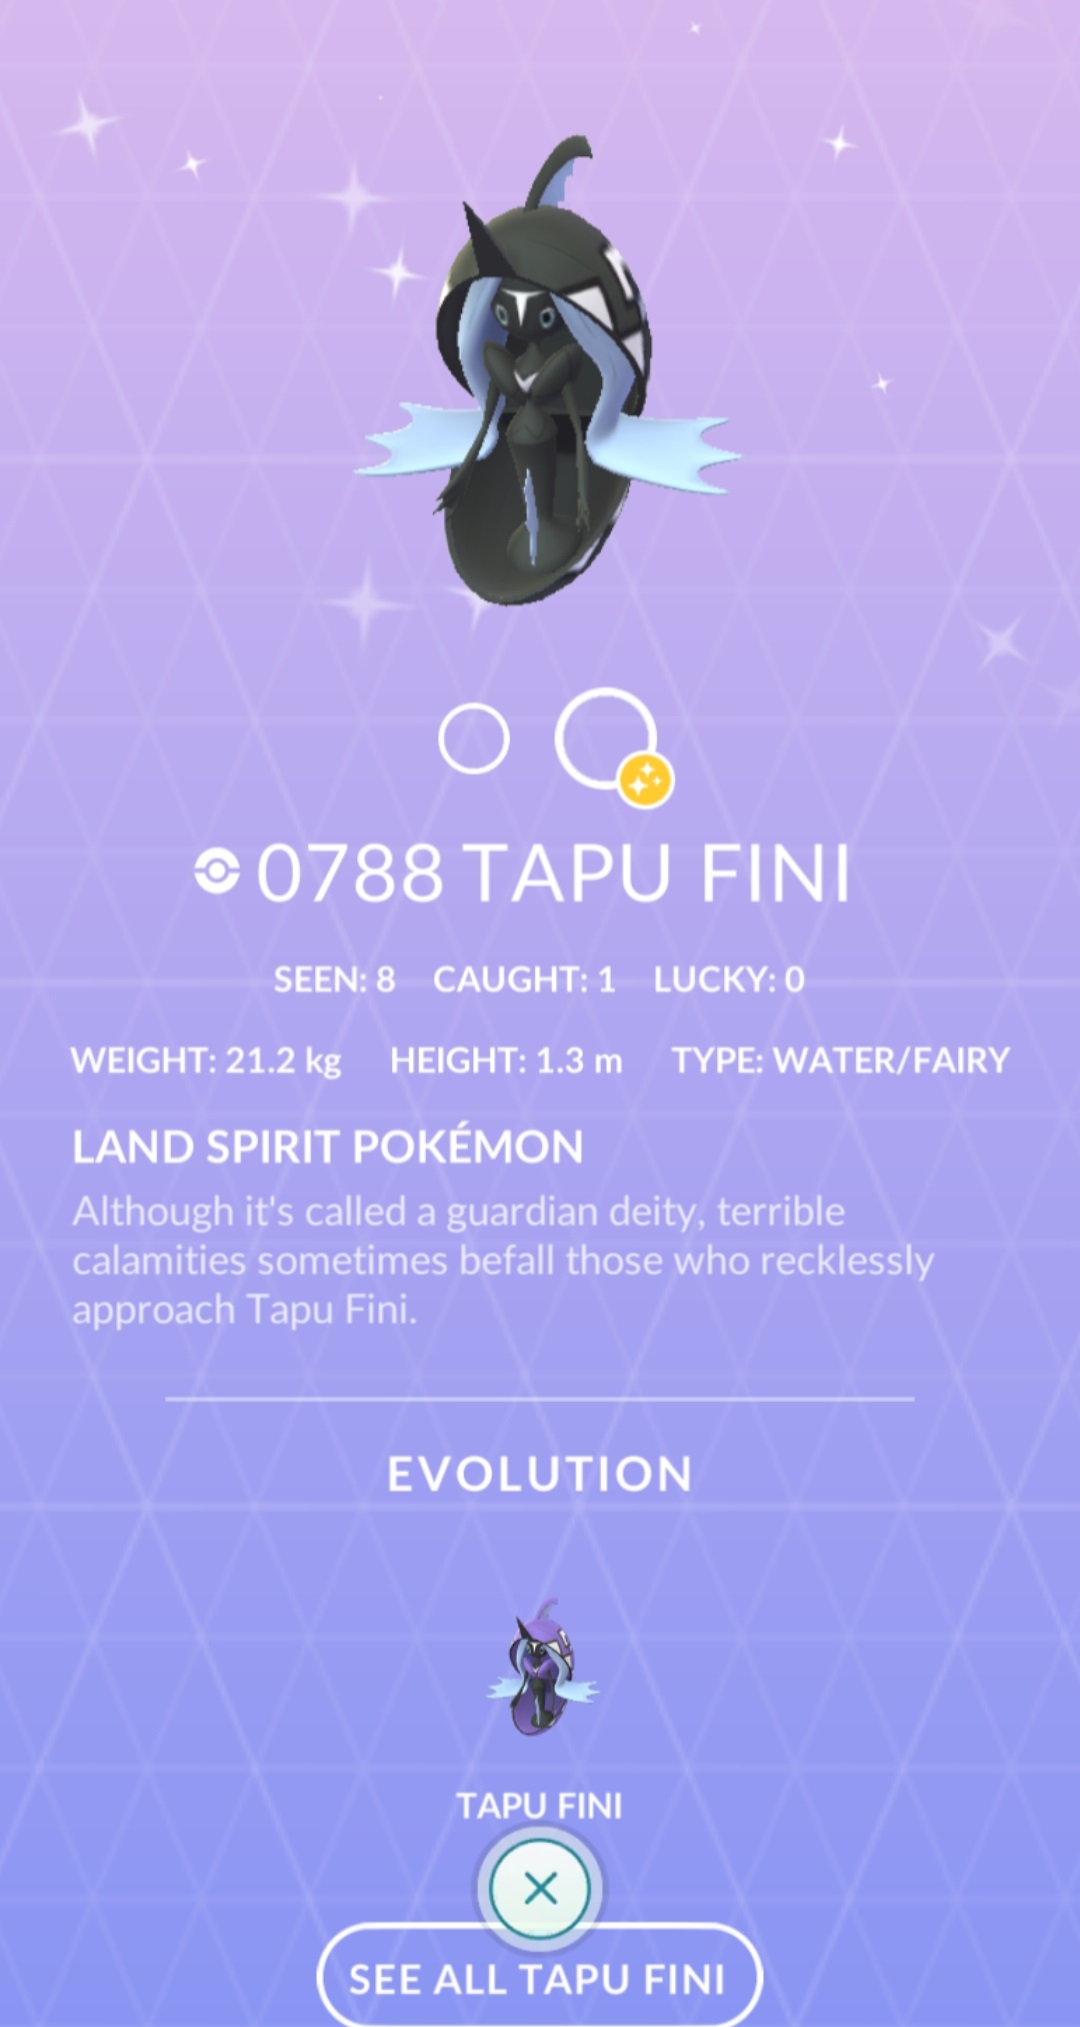 0788 TAPU FINI
SEEN: 8 CAUGHT: 1 LUCKY: 0
WEIGHT: 21.2 kg HEIGHT: 1.3 m TYPE: WATER/FAIRY
LAND SPIRIT POKÉMON
Although it's called a guardian deity, terrible
calamities sometimes befall those who recklessly
approach Tapu Fini.
EVOLUTION
TAPU FINI
SEE ALL TAPU FINI